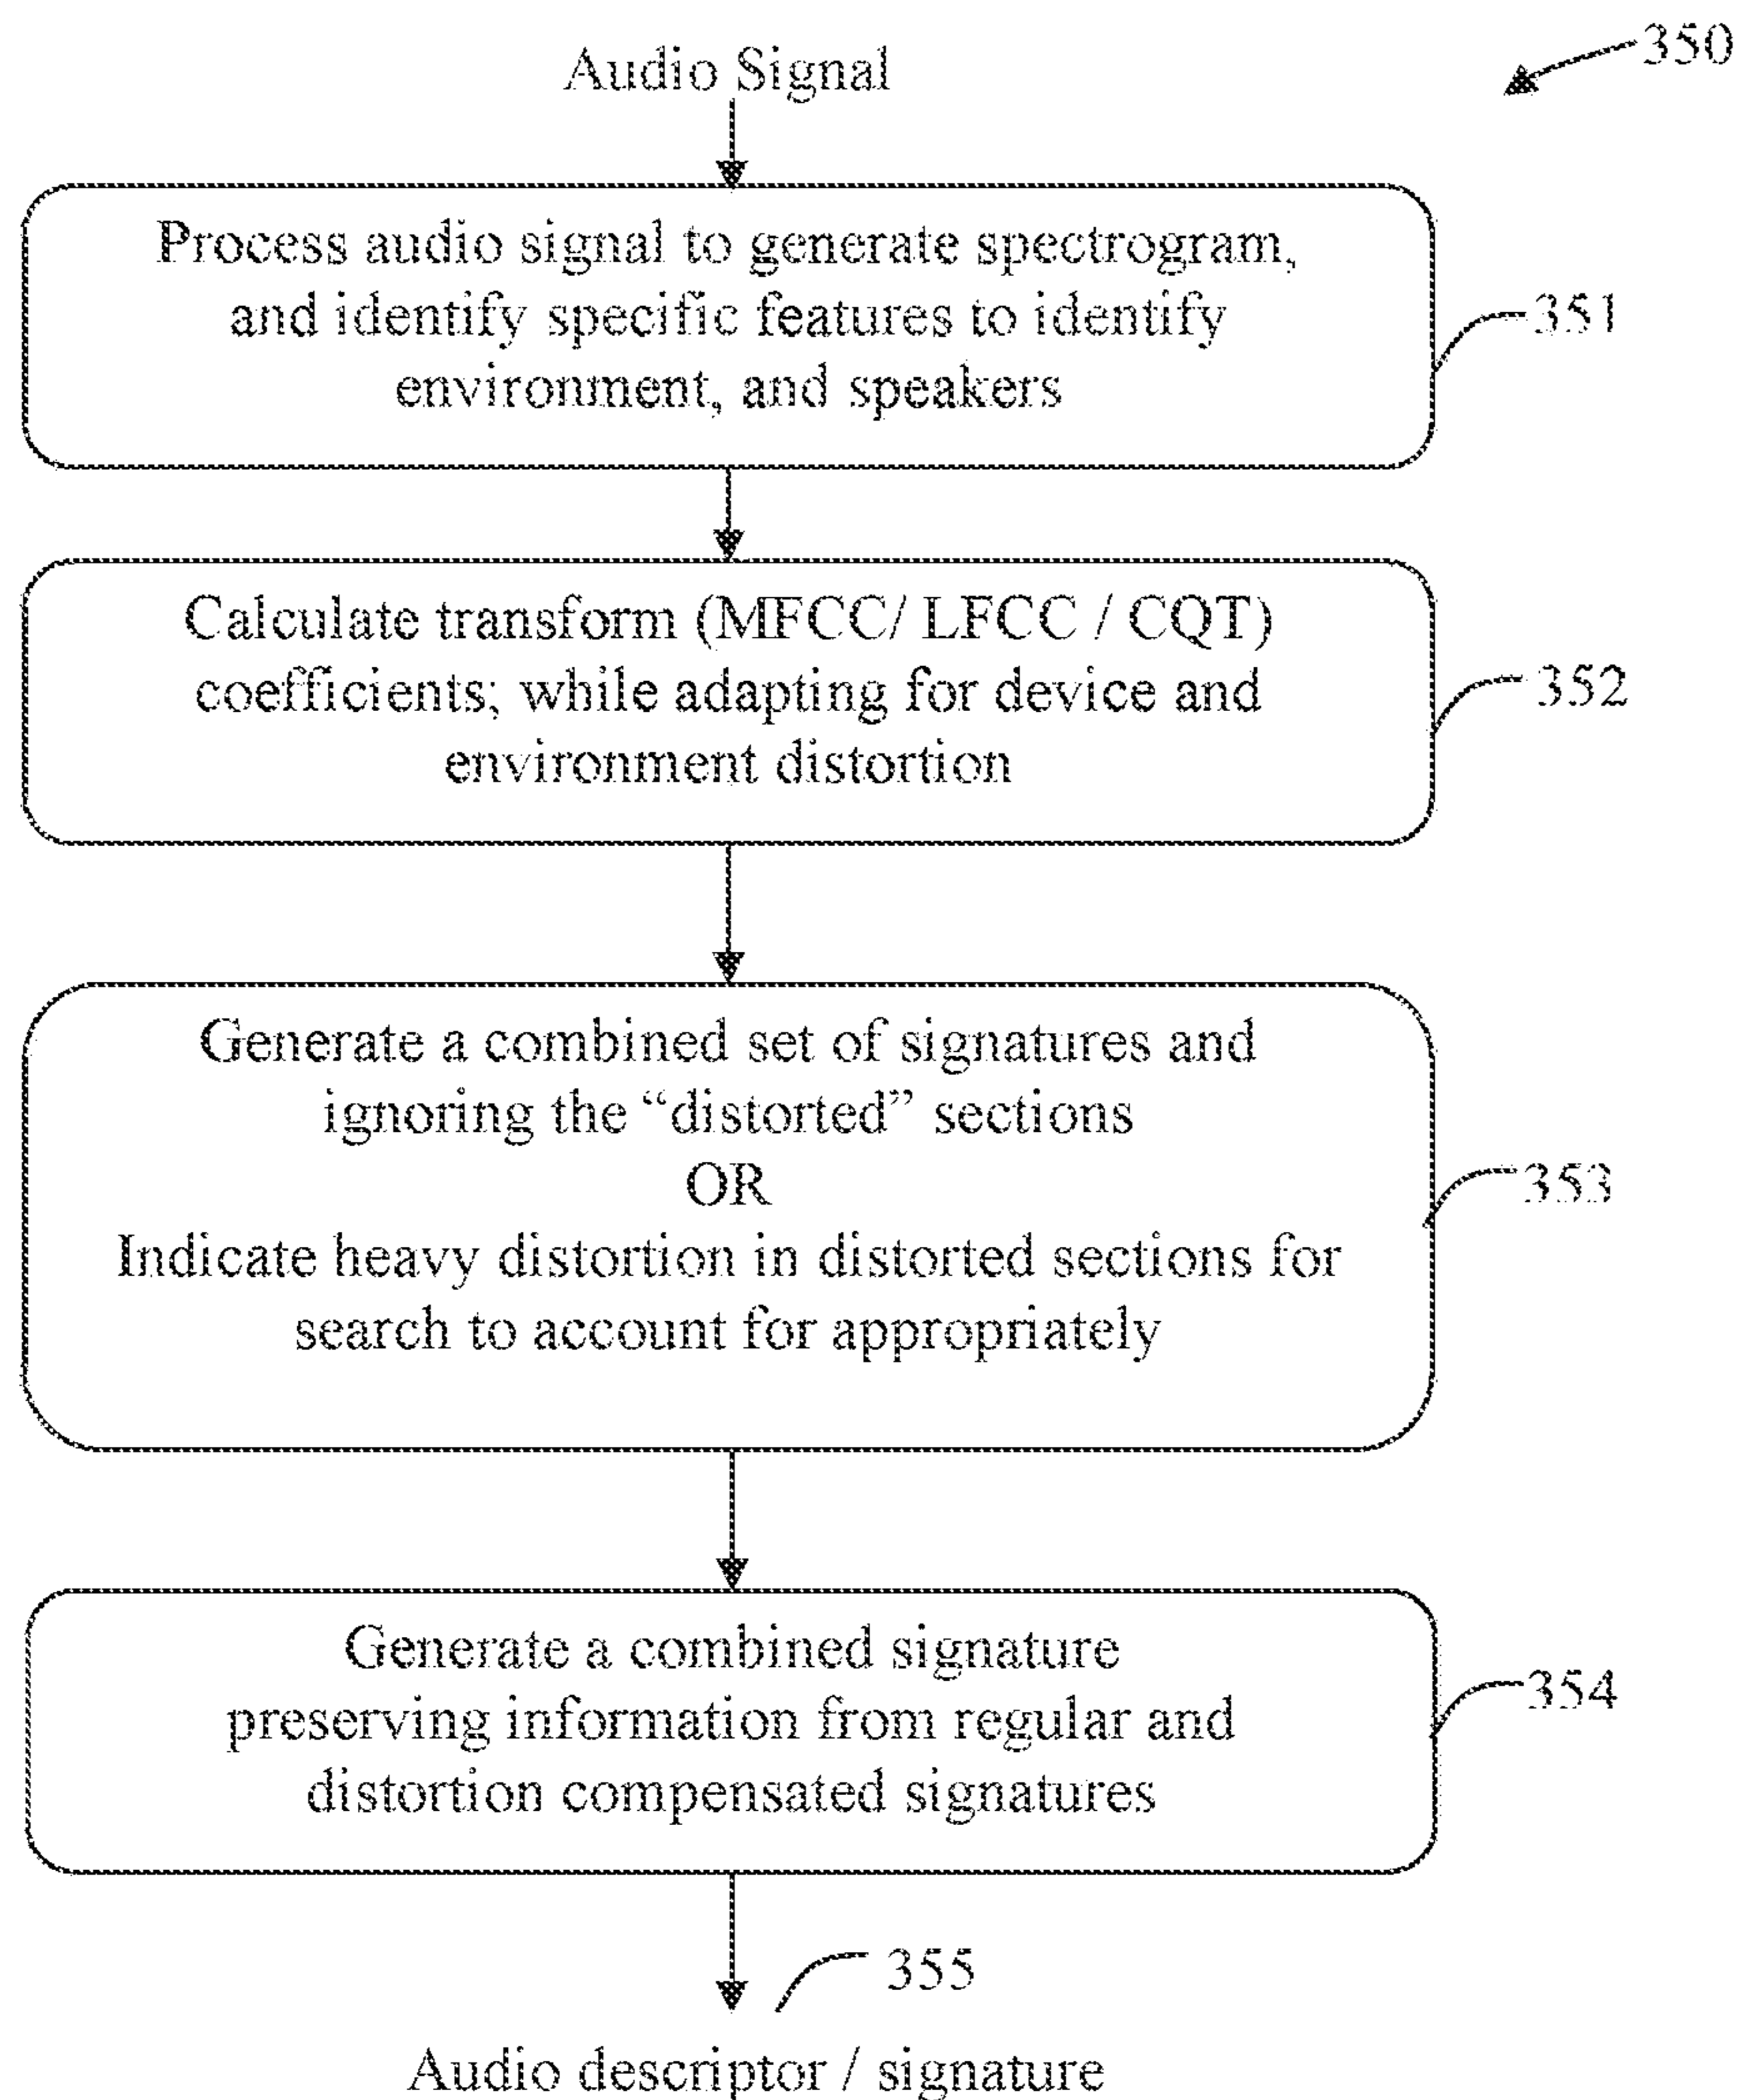 350
Audio Signal
Process audio signal to generate spectrogram,
and identify specific features to identify
environment, and speakers
351
Calculate transform (MFCC/ LFCC / CQT)
coefficients; while adapting for device and
environment distortion
352
Generate a combined set of signatures and
ignoring the “distorted” sections
OR
Indicate heavy distortion in distorted sections for
search to account for appropriately
353
Generate a combined signature
preserving information from regular and
distortion compensated signatures
354
355
Audio descriptor / signature